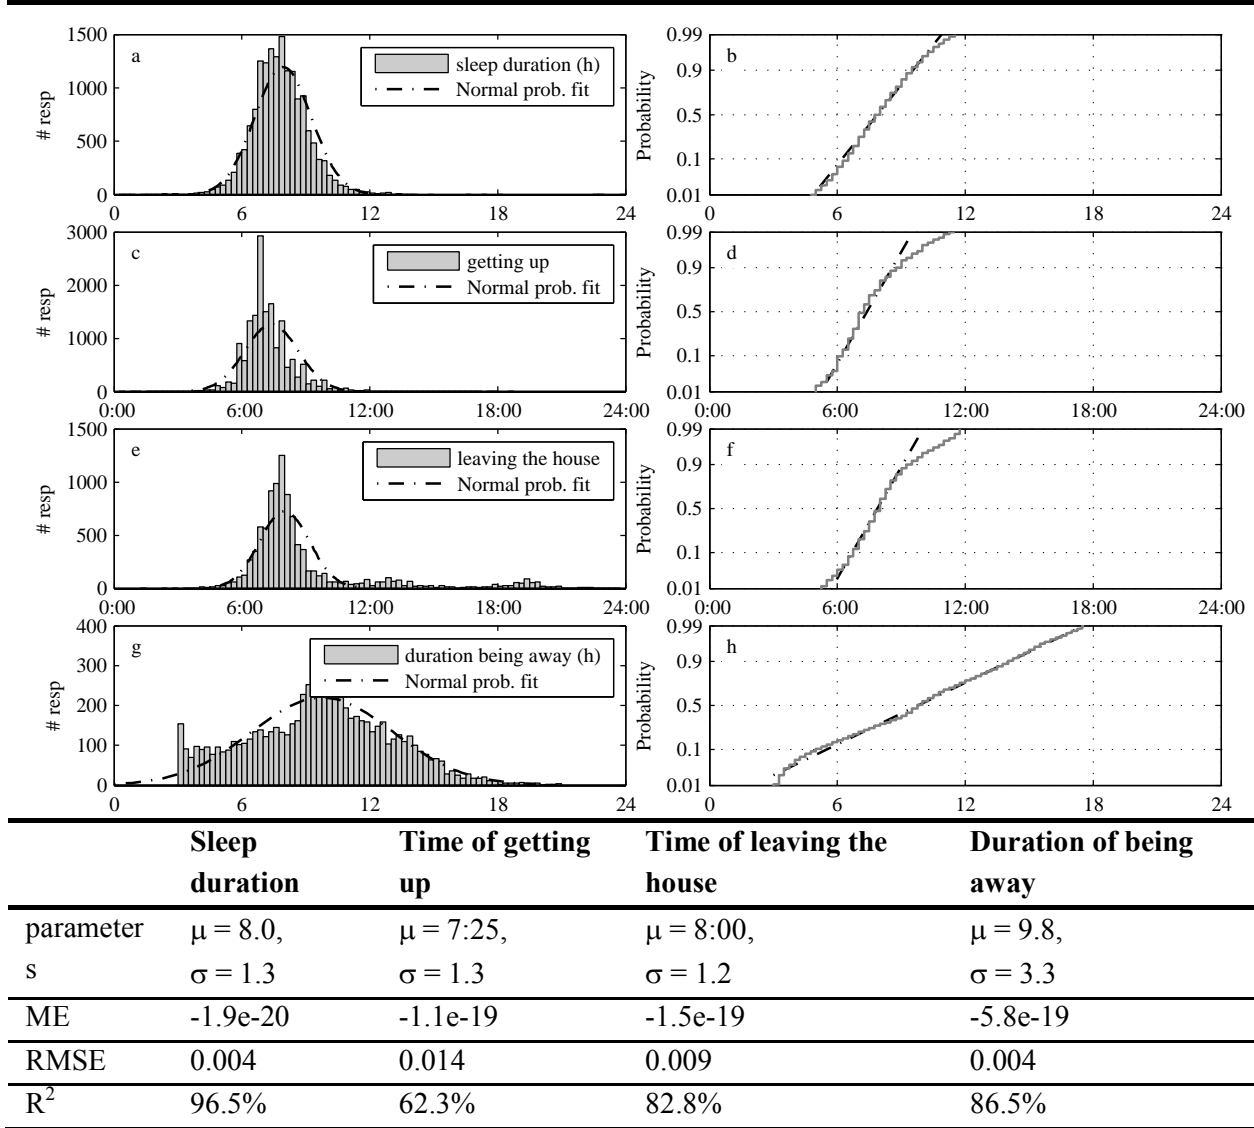 1500
1000
500
0
# resp
a
sleep duration (h)
Normal prob. fit
0 6 12 18 24
0.99
0.9
0.5
0.1
0.01
Probability
b
0 6 12 18 24
3000
2000
1000
0
# resp
c
getting up
Normal prob. fit
0:00 6:00 12:00 18:00 24:00
0.99
0.9
0.5
0.1
0.01
Probability
d
0:00 6:00 12:00 18:00 24:00
1500
1000
500
0
# resp
e
leaving the house
Normal prob. fit
0:00 6:00 12:00 18:00 24:00
0.99
0.9
0.5
0.1
0.01
Probability
f
0:00 6:00 12:00 18:00 24:00
400
300
200
100
0
# resp
g
duration being away (h)
Normal prob. fit
0 6 12 18 24
0.99
0.9
0.5
0.1
0.01
Probability
h
0 6 12 18 24
Sleep duration Time of getting up Time of leaving the house Duration of being away
parameter μ = 8.0, μ = 7:25, μ = 8:00, μ = 9.8,
s σ = 1.3 σ = 1.3 σ = 1.2 σ = 3.3
ME -1.9e-20 -1.1e-19 -1.5e-19 -5.8e-19
RMSE 0.004 0.014 0.009 0.004
R² 96.5% 62.3% 82.8% 86.5%